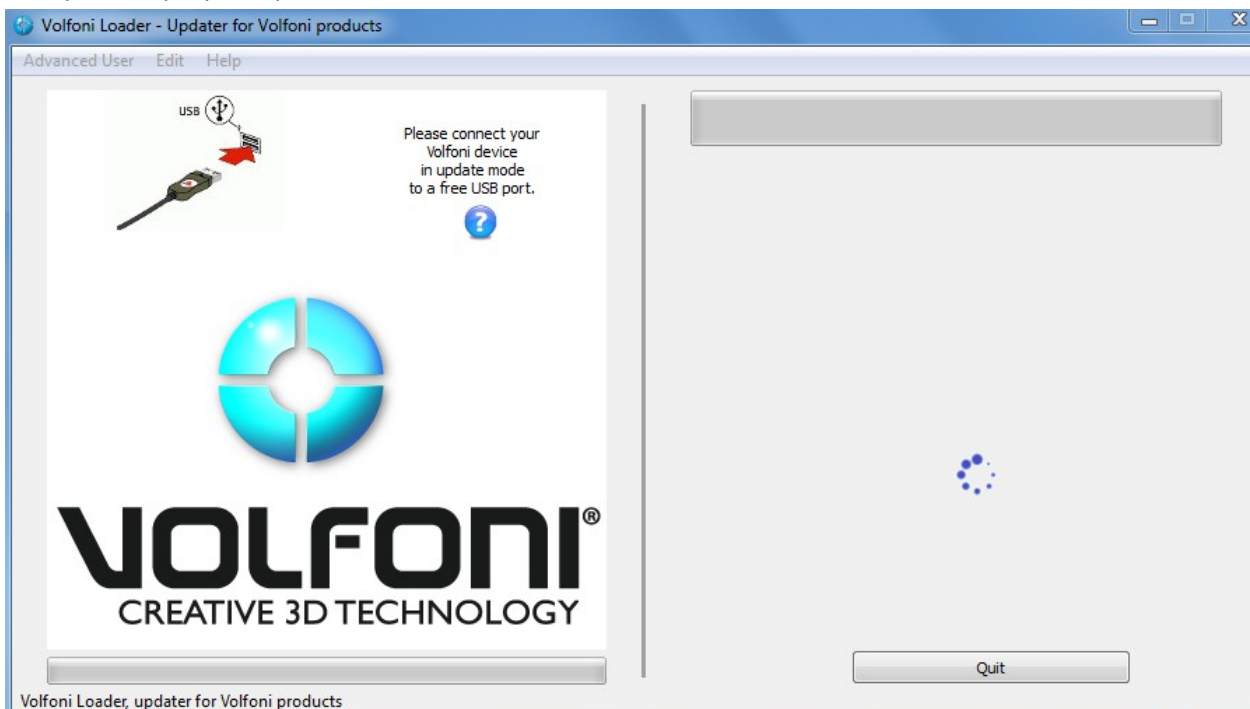 Volfoni Loader - Updater for Volfoni products
Advanced User Edit Help
USB
Please connect your
Volfoni device
in update mode
to a free USB port.
?
VOLFONI®
CREATIVE 3D TECHNOLOGY
Quit
Volfoni Loader, updater for Volfoni products